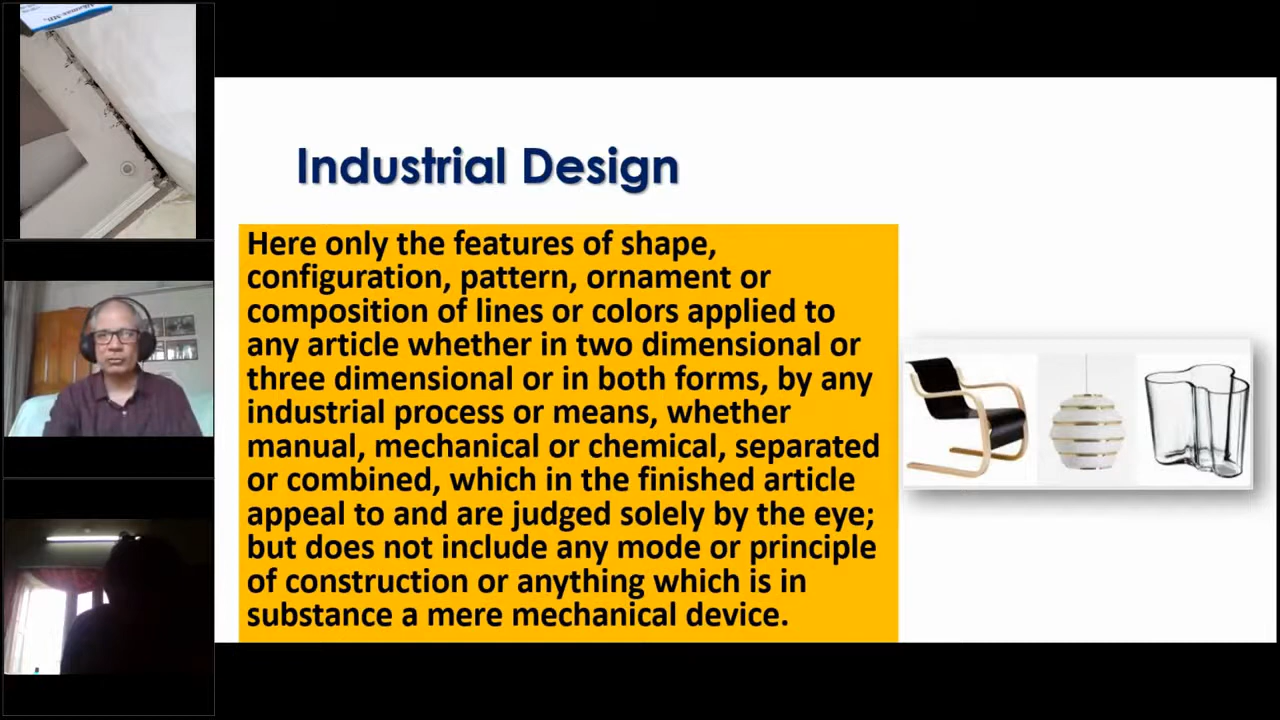 Industrial Design
Here only the features of shape,
configuration, pattern, ornament or
composition of lines or colors applied to
any article whether in two dimensional or
three dimensional or in both forms, by any
industrial process or means, whether
manual, mechanical or chemical, separated
or combined, which in the finished article
appeal to and are judged solely by the eye;
but does not include any mode or principle
of construction or anything which is in
substance a mere mechanical device.